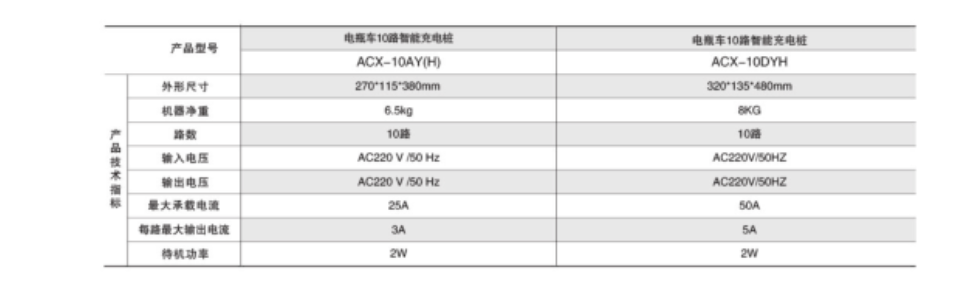 产品型号 电瓶车10路智能充电桩 电瓶车10路智能充电桩
ACX-10AY(H) ACX-10DYH
产品技术指标
外形尺寸 270*115*380mm 320*135*480mm
机器净重 6.5kg 8KG
路数 10路 10路
输入电压 AC220 V /50 Hz AC220V/50HZ
输出电压 AC220 V /50 Hz AC220V/50HZ
最大承载电流 25A 50A
每路最大输出电流 3A 5A
待机功率 2W 2W